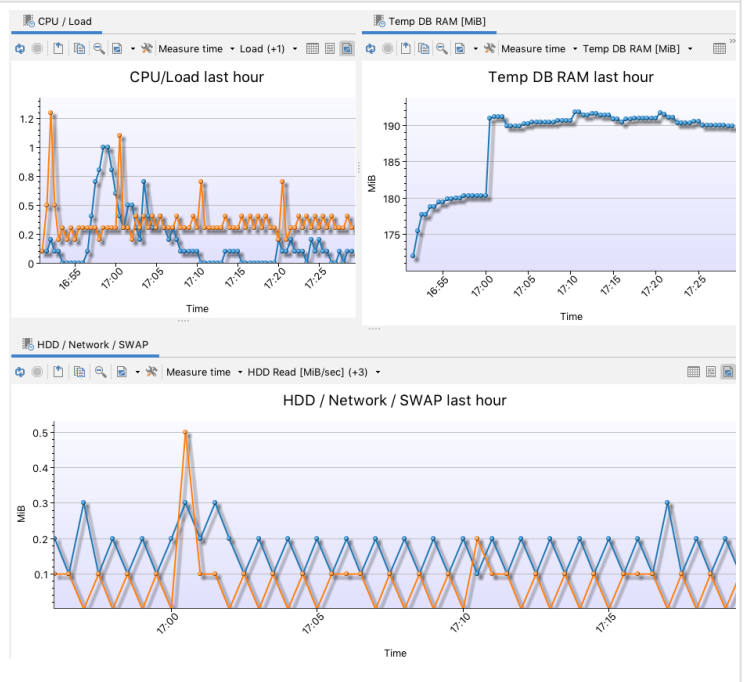 CPU / Load
Measure time Load (+1)
CPU/Load last hour
1.2
1
0.8
0.5
0.2
0
16:55 17:00 17:05 17:10 17:15 17:20 17:25
Time
Temp DB RAM [MiB]
Measure time Temp DB RAM [MiB] »
Temp DB RAM last hour
MiB
190
185
180
175
16:55 17:00 17:05 17:10 17:15 17:20 17:25
Time
HDD / Network / SWAP
Measure time HDD Read [MiB/sec] (+3)
HDD / Network / SWAP last hour
MiB
0.5
0.4
0.3
0.2
0.1
17:00 17:05 17:10 17:15
Time